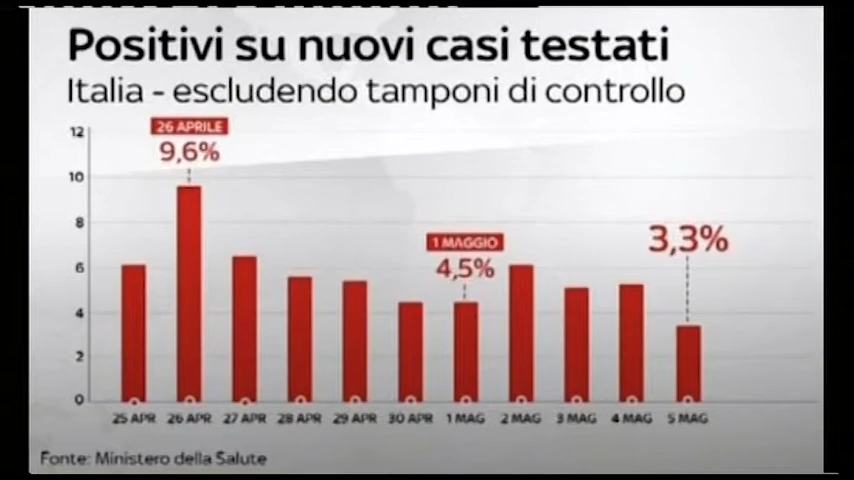 Positivi su nuovi casi testati
Italia - escludendo tamponi di controllo
12
26 APRILE
9,6%
10
8
1 MAGGIO
4,5%
3,3%
6
4
2
0
25 APR 26 APR 27 APR 28 APR 29 APR 30 APR 1 MAG 2 MAG 3 MAG 4 MAG 5 MAG
Fonte: Ministero della Salute